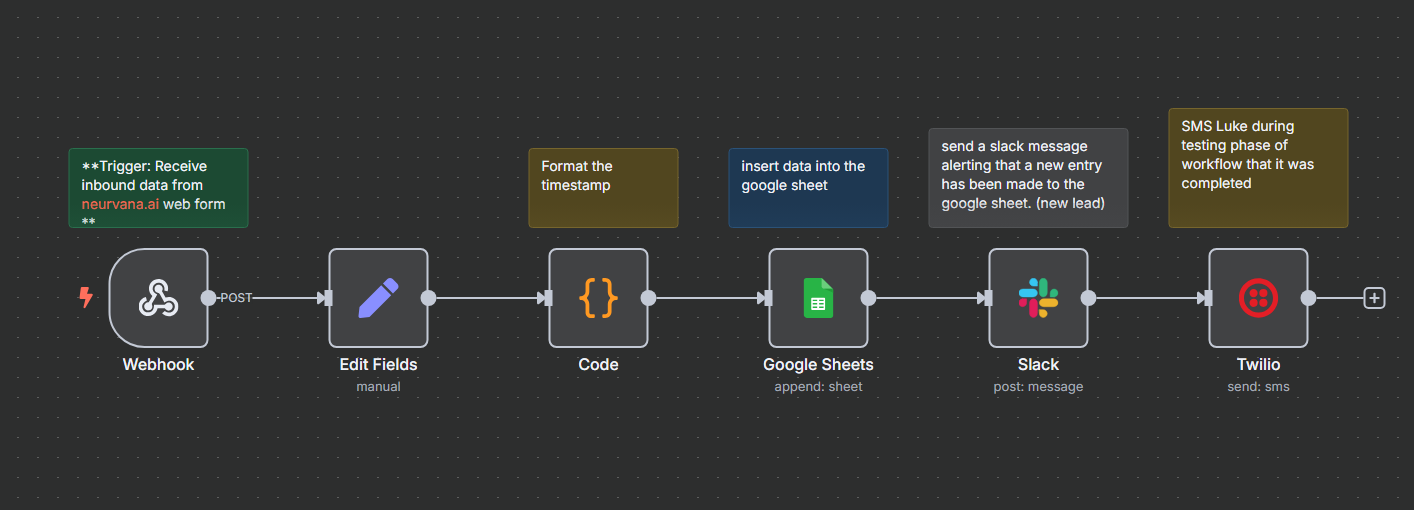 **Trigger: Receive
inbound data from
neurvana.ai web form
**
Format the
timestamp
insert data into the
google sheet
send a slack message
alerting that a new entry
has been made to the
google sheet. (new lead)
SMS Luke during
testing phase of
workflow that it was
completed
POST
Webhook
Edit Fields
manual
Code
Google Sheets
append: sheet
Slack
post: message
Twilio
send: sms